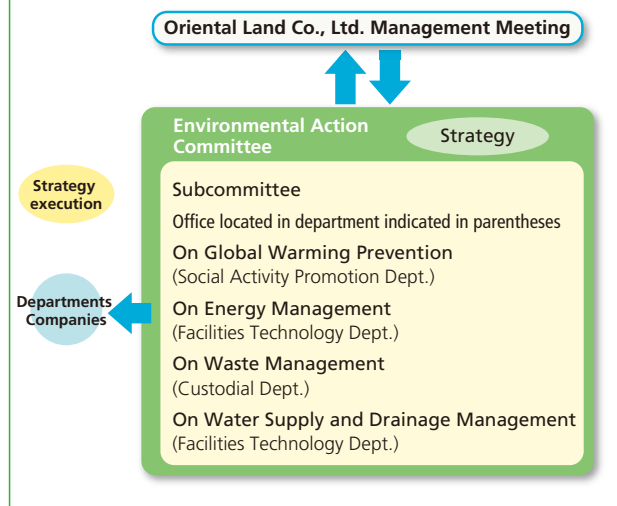 Oriental Land Co., Ltd. Management Meeting
Environmental Action
Committee
Strategy
Strategy
execution
Subcommittee
Office located in department indicated in parentheses
On Global Warming Prevention
(Social Activity Promotion Dept.)
Departments
Companies
On Energy Management
(Facilities Technology Dept.)
On Waste Management
(Custodial Dept.)
On Water Supply and Drainage Management
(Facilities Technology Dept.)